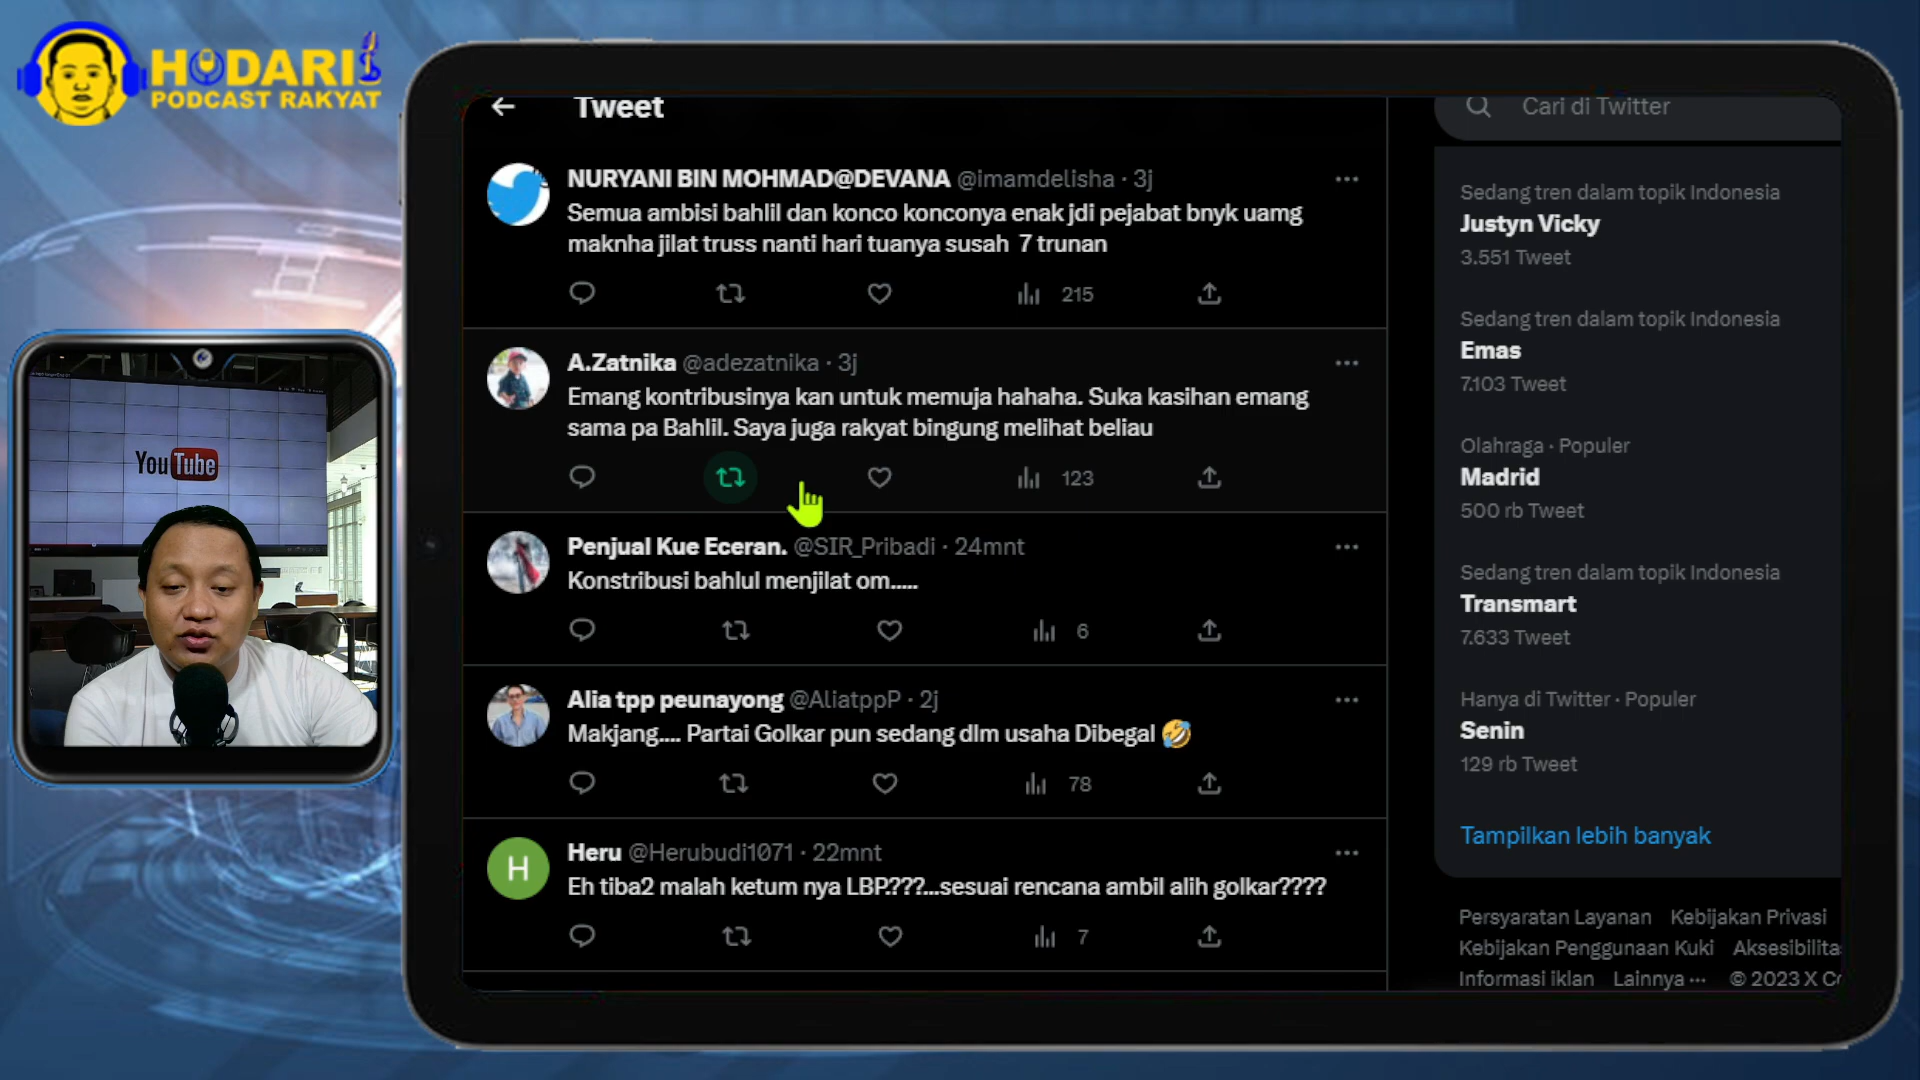 HODARI
PODCAST RAKYAT
YouTube
Tweet
NURYANI BIN MOHMAD@DEVANA @imamdelisha · 3j
Semua ambisi bahlil dan konco konconya enak jdi pejabat bnyk uamg
maknha jilat truss nanti hari tuanya susah 7 trunan
215
A.Zatnika @adezatnika · 3j
Emang kontribusinya kan untuk memuja hahaha. Suka kasihan emang
sama pa Bahlil. Saya juga rakyat bingung melihat beliau
123
Penjual Kue Eceran. @SIR_Pribadi · 24mnt
Konstribusi bahlul menjilat om.....
6
Alia tpp peunayong @AliatppP · 2j
Makjang.... Partai Golkar pun sedang dlm usaha Dibegal 🤣
78
H
Heru @Herubudi1071 · 22mnt
Eh tiba2 malah ketum nya LBP.???...sesuai rencana ambil alih golkar????
7
Cari di Twitter
Sedang tren dalam topik Indonesia
Justyn Vicky
3.551 Tweet
Sedang tren dalam topik Indonesia
Emas
7.103 Tweet
Olahraga · Populer
Madrid
500 rb Tweet
Sedang tren dalam topik Indonesia
Transmart
7.633 Tweet
Hanya di Twitter · Populer
Senin
129 rb Tweet
Tampilkan lebih banyak
Persyaratan Layanan Kebijakan Privasi
Kebijakan Penggunaan Kuki Aksesibilita
Informasi iklan Lainnya ··· © 2023 X Co